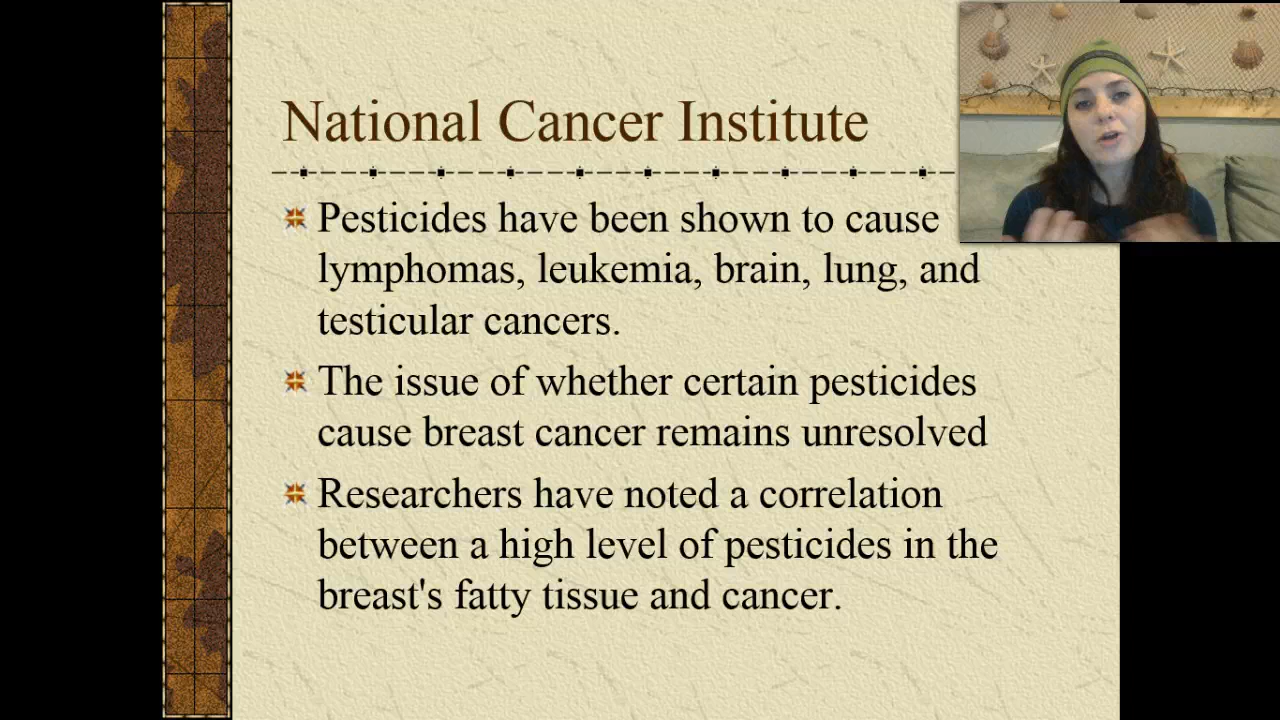 National Cancer Institute
Pesticides have been shown to cause
lymphomas, leukemia, brain, lung, and
testicular cancers.
The issue of whether certain pesticides
cause breast cancer remains unresolved
Researchers have noted a correlation
between a high level of pesticides in the
breast's fatty tissue and cancer.